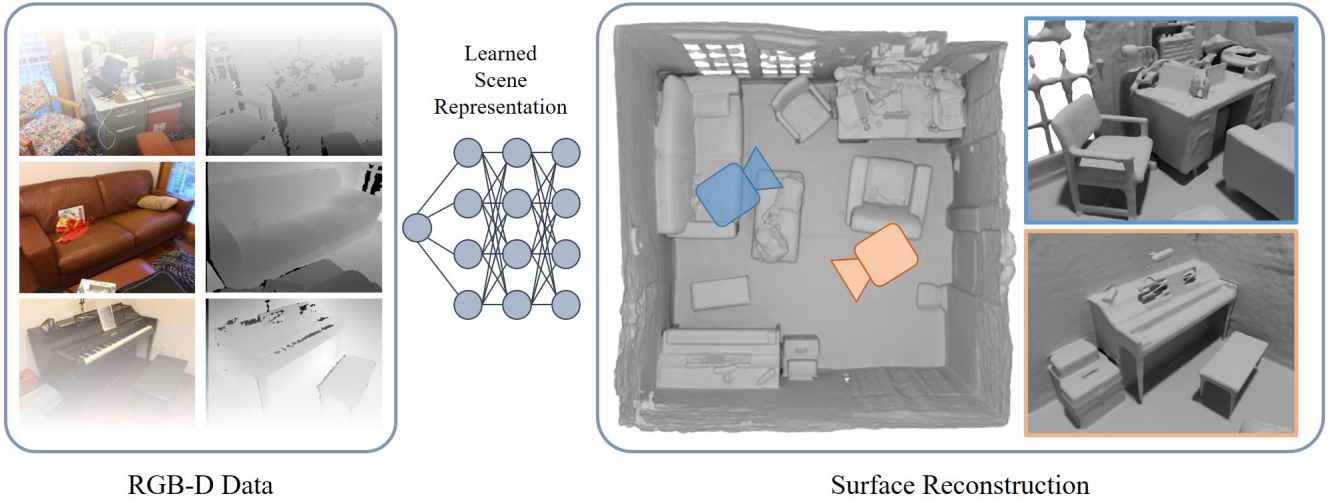 Learned
Scene
Representation
RGB-D Data
Surface Reconstruction